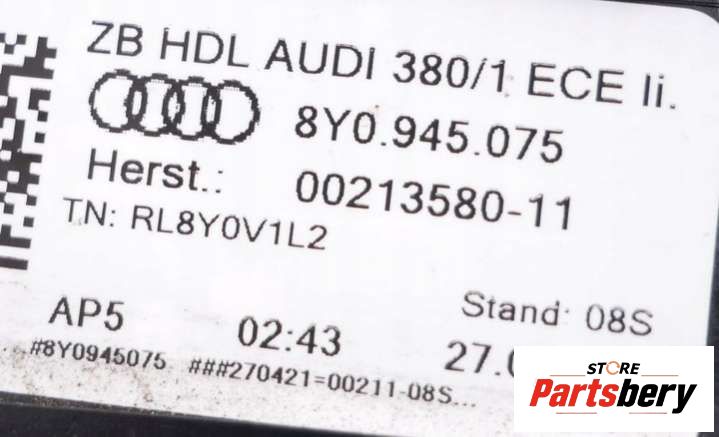 ZB HDL AUDI 380/1 ECE li.
8Y0.945.075
Herst.: 00213580-11
TN: RL8Y0V1L2
Stand: 08S
AP5 02:43 27.
#8Y0945075 ###270421=00211-08S...
STORE
Partsbery